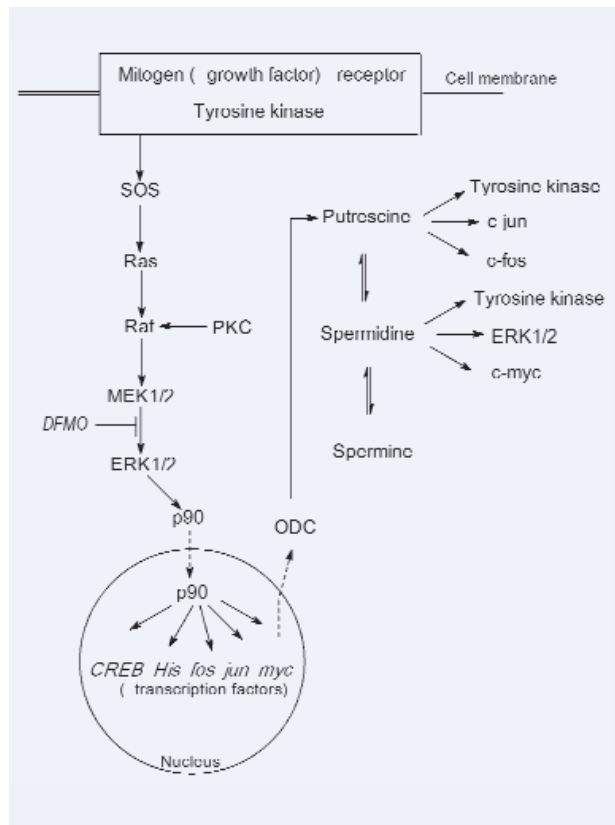 Mitogen ( growth factor) receptor
Tyrosine kinase
Cell membrane
SOS
Ras
Raf
PKC
MEK1/2
DFMO
ERK1/2
p90
p90
CREB His fos jun myc
( transcription factors)
Nucleus
ODC
Putrescine
Tyrosine kinase
c jun
c-fos
Spermidine
Tyrosine kinase
ERK1/2
c-myc
Spermine